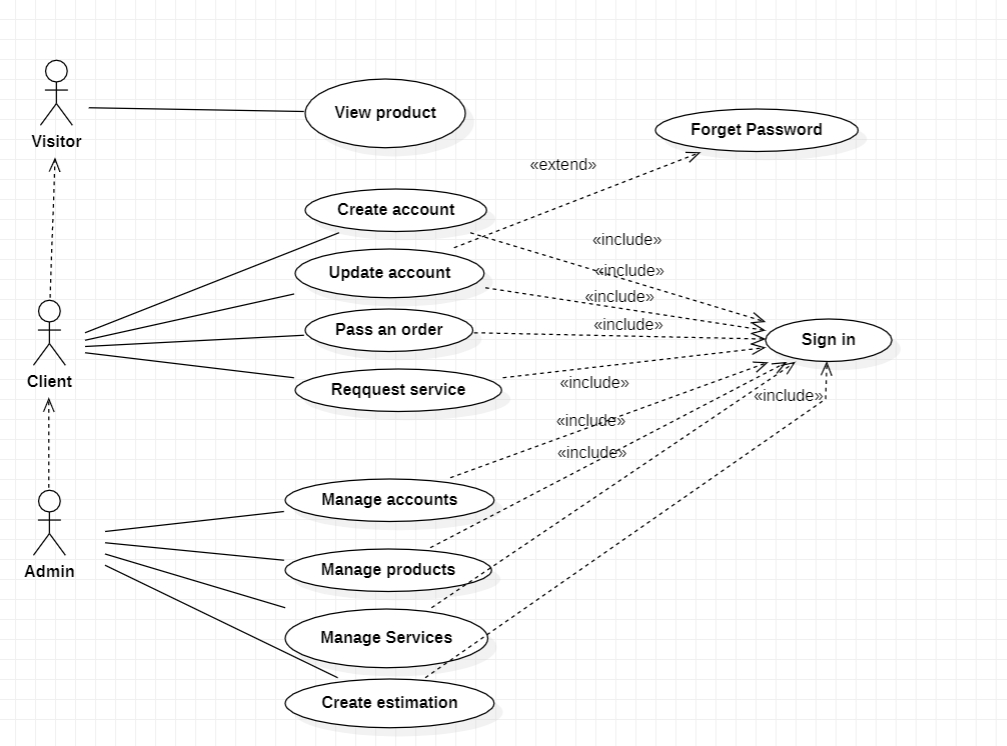 Visitor
View product
Forget Password
«extend»
Create account
«include»
Update account
«include»
«include»
Pass an order
«include»
Sign in
Client
Reqquest service
«include»
«include»
«include»
«include»
Manage accounts
Admin
Manage products
Manage Services
Create estimation